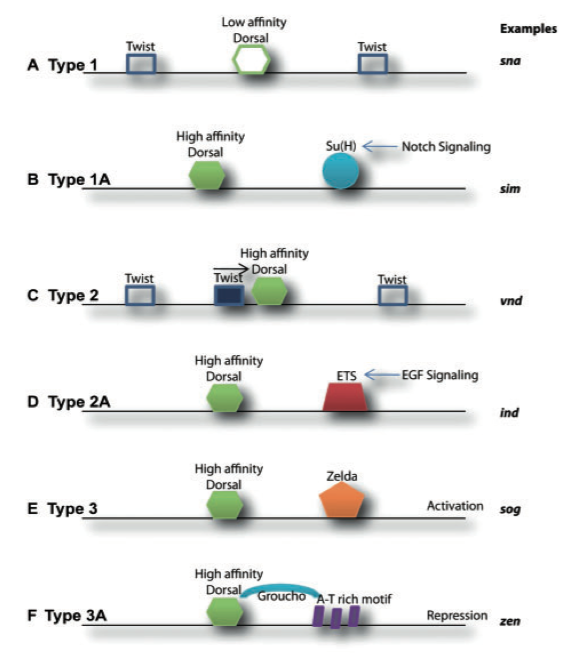 Examples
Low affinity
Dorsal
Twist
Twist
A Type 1
sna
High affinity
Dorsal
Su(H)
Notch Signaling
B Type 1A
sim
High affinity
Dorsal
Twist
Twist
Twist
C Type 2
vnd
High affinity
Dorsal
ETS
EGF Signaling
D Type 2A
ind
High affinity
Dorsal
Zelda
E Type 3
Activation
sog
High affinity
Dorsal
Groucho
A-T rich motif
F Type 3A
Repression
zen